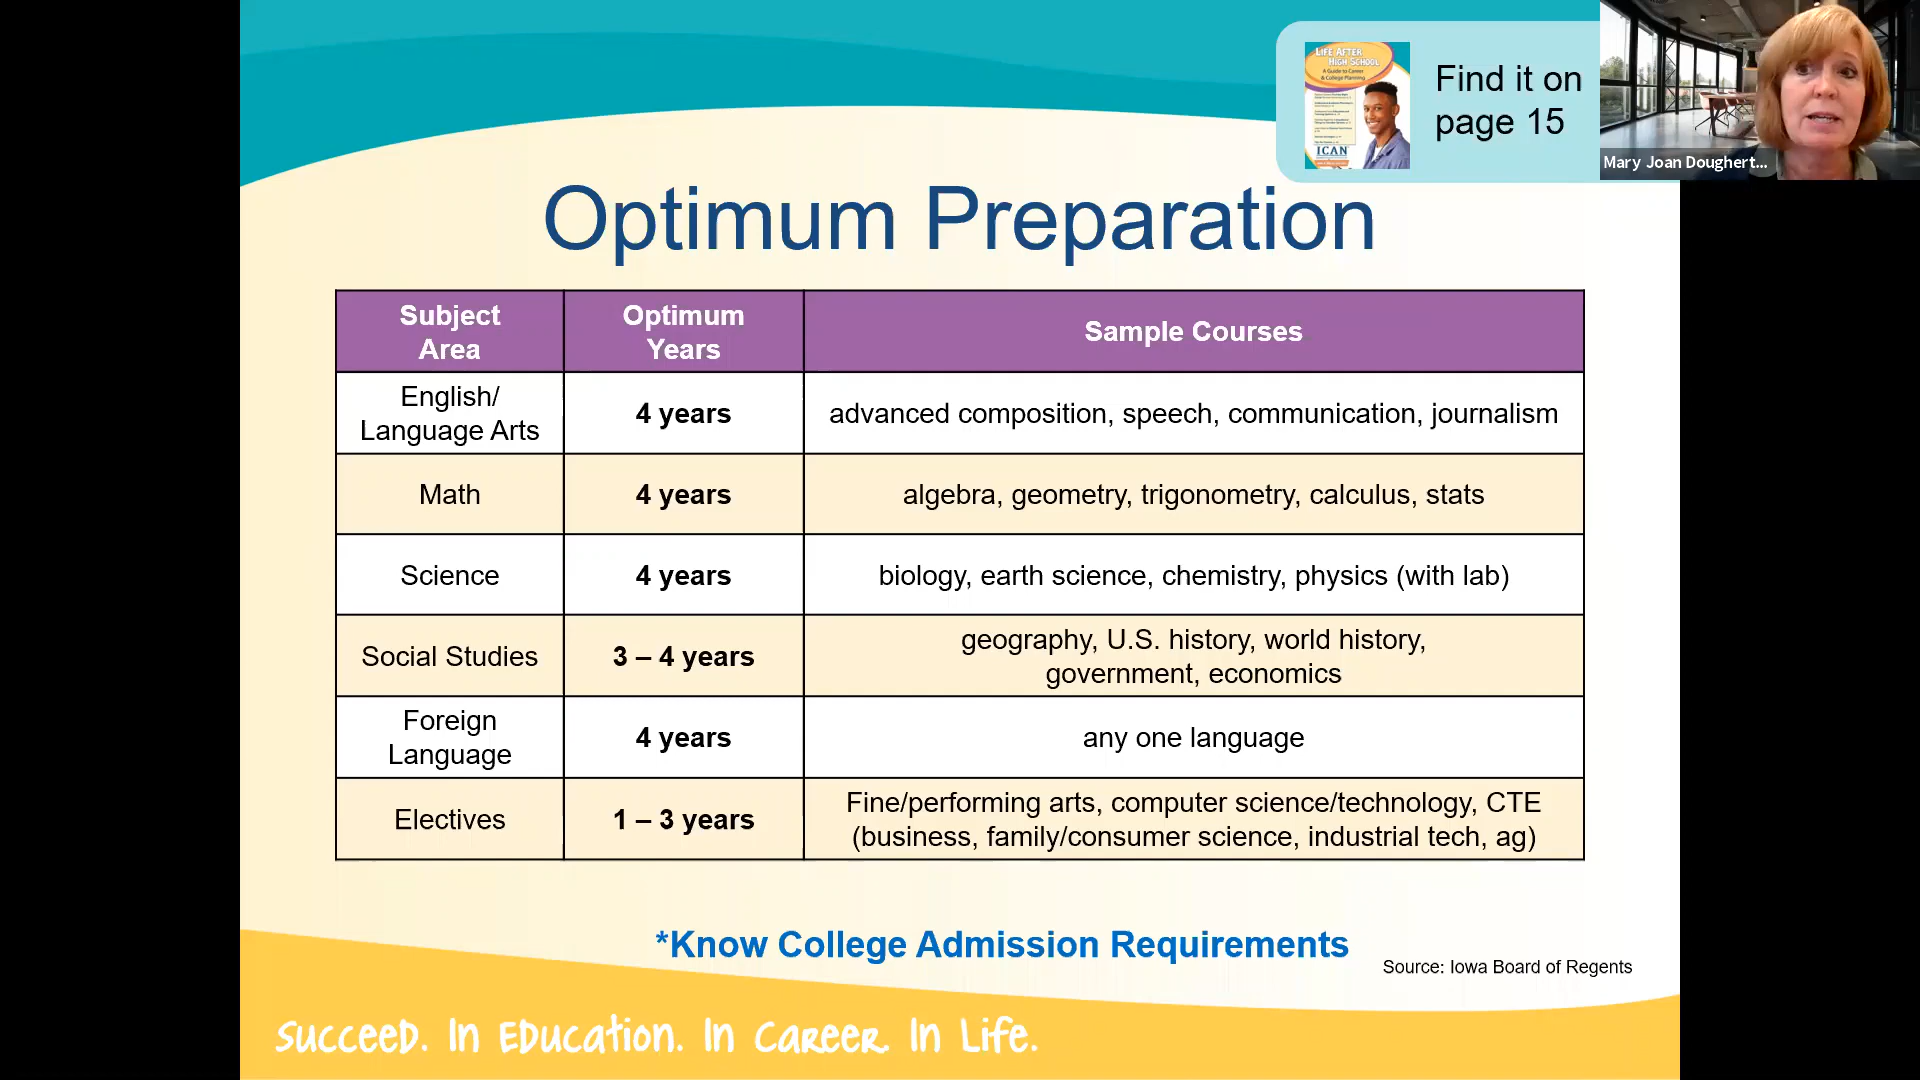 LIFE AFTER
HIGH SCHOOL
A Guide to Career
& College Planning
ICAN
Find it on
page 15
Mary Joan Doughert...
Optimum Preparation
Subject
Area
Optimum
Years
Sample Courses
English/
Language Arts
4 years
advanced composition, speech, communication, journalism
Math
4 years
algebra, geometry, trigonometry, calculus, stats
Science
4 years
biology, earth science, chemistry, physics (with lab)
Social Studies
3 – 4 years
geography, U.S. history, world history,
government, economics
Foreign
Language
4 years
any one language
Electives
1 – 3 years
Fine/performing arts, computer science/technology, CTE
(business, family/consumer science, industrial tech, ag)
*Know College Admission Requirements
Source: Iowa Board of Regents
Succeed. In Education. In Career. In Life.